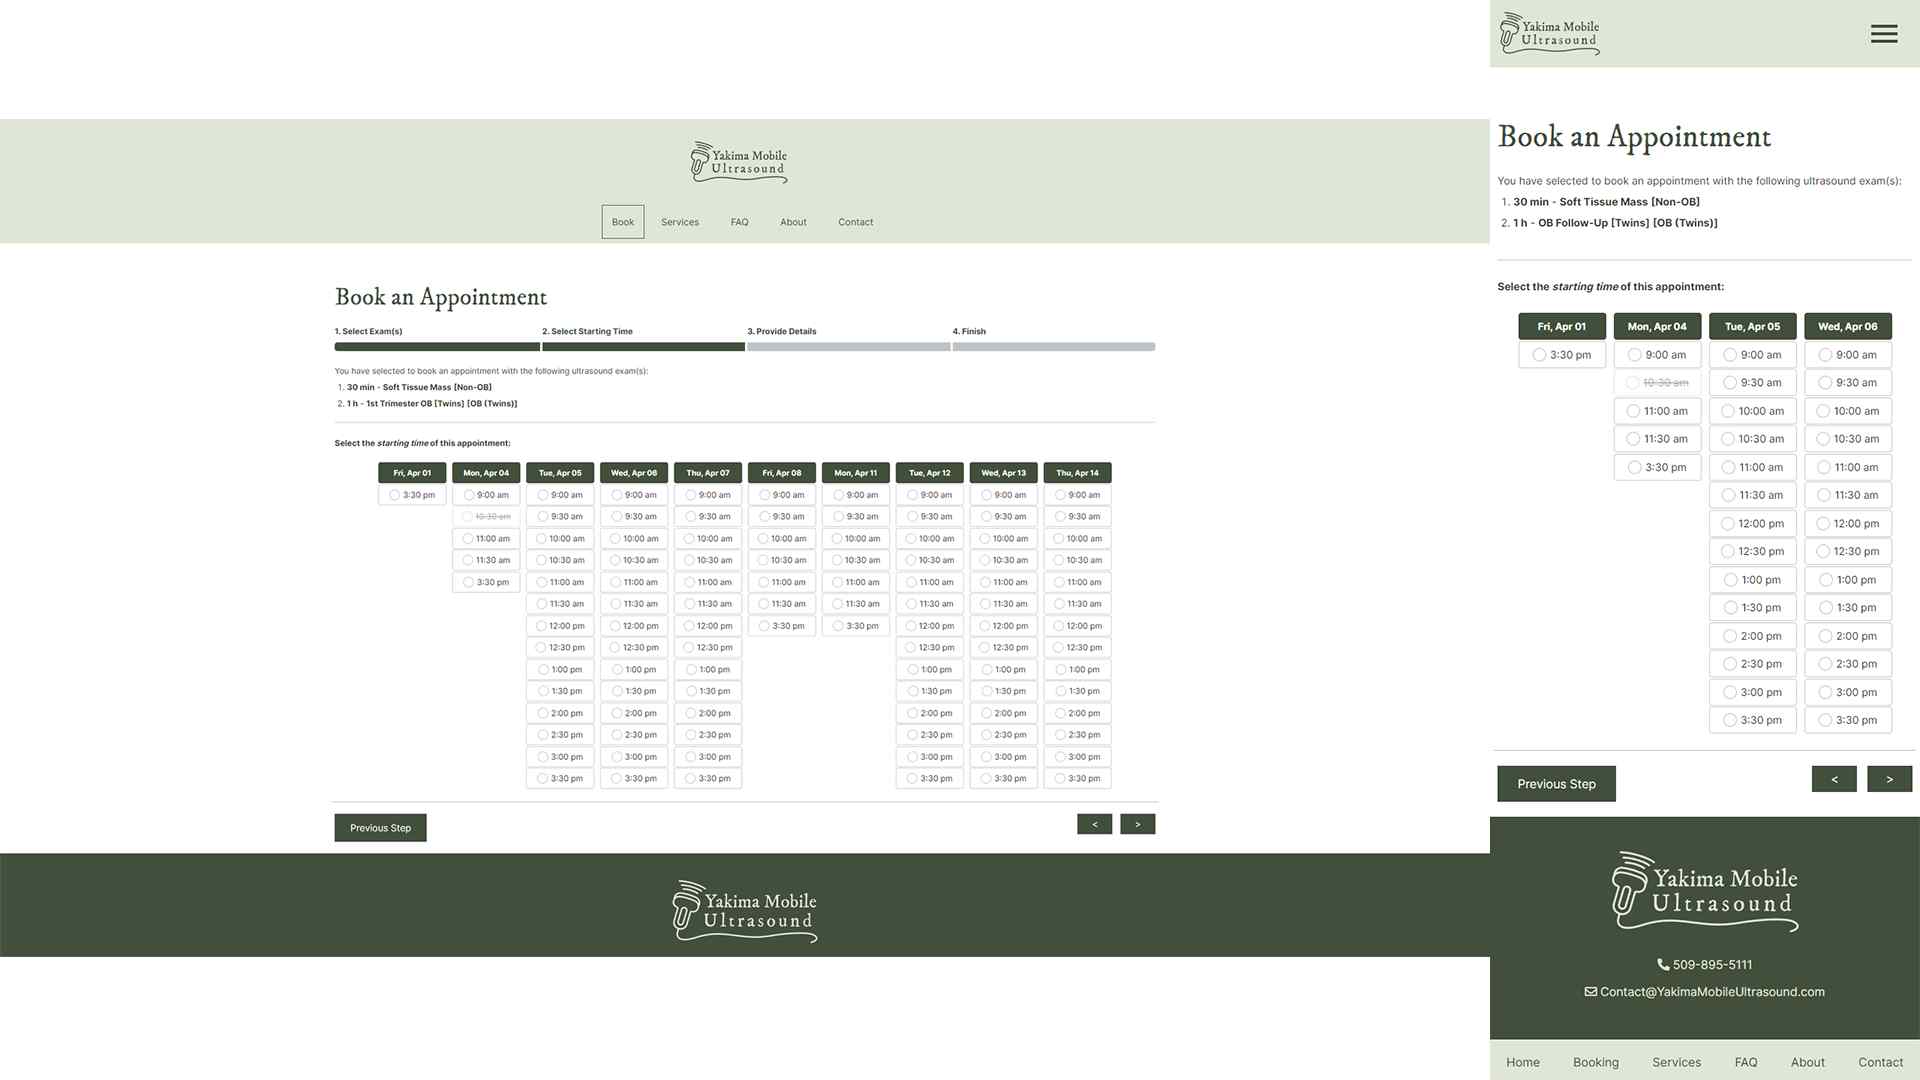 Yakima Mobile
Ultrasound
Book Services FAQ About Contact
Book an Appointment
1. Select Exam(s) 2. Select Starting Time 3. Provide Details 4. Finish
You have selected to book an appointment with the following ultrasound exam(s):
1. 30 min - Soft Tissue Mass [Non-OB]
2. 1 h - 1st Trimester OB [Twins] [OB (Twins)]
Select the starting time of this appointment:
Fri, Apr 01 Mon, Apr 04 Tue, Apr 05 Wed, Apr 06 Thu, Apr 07 Fri, Apr 08 Mon, Apr 11 Tue, Apr 12 Wed, Apr 13 Thu, Apr 14
3:30 pm 9:00 am 9:00 am 9:00 am 9:00 am 9:00 am 9:00 am 9:00 am 9:00 am 9:00 am
10:30 am 9:30 am 9:30 am 9:30 am 9:30 am 9:30 am 9:30 am 9:30 am 9:30 am
11:00 am 10:00 am 10:00 am 10:00 am 10:00 am 10:00 am 10:00 am 10:00 am 10:00 am
11:30 am 10:30 am 10:30 am 10:30 am 10:30 am 10:30 am 10:30 am 10:30 am 10:30 am
3:30 pm 11:00 am 11:00 am 11:00 am 11:00 am 11:00 am 11:00 am 11:00 am 11:00 am
11:30 am 11:30 am 11:30 am 11:30 am 11:30 am 11:30 am 11:30 am 11:30 am
12:00 pm 12:00 pm 12:00 pm 3:30 pm 3:30 pm 12:00 pm 12:00 pm 12:00 pm
12:30 pm 12:30 pm 12:30 pm 12:30 pm 12:30 pm 12:30 pm
1:00 pm 1:00 pm 1:00 pm 1:00 pm 1:00 pm 1:00 pm
1:30 pm 1:30 pm 1:30 pm 1:30 pm 1:30 pm 1:30 pm
2:00 pm 2:00 pm 2:00 pm 2:00 pm 2:00 pm 2:00 pm
2:30 pm 2:30 pm 2:30 pm 2:30 pm 2:30 pm 2:30 pm
3:00 pm 3:00 pm 3:00 pm 3:00 pm 3:00 pm 3:00 pm
3:30 pm 3:30 pm 3:30 pm 3:30 pm 3:30 pm 3:30 pm
Previous Step < >
Yakima Mobile
Ultrasound
Yakima Mobile
Ultrasound
Book an Appointment
You have selected to book an appointment with the following ultrasound exam(s):
1. 30 min - Soft Tissue Mass [Non-OB]
2. 1 h - OB Follow-Up [Twins] [OB (Twins)]
Select the starting time of this appointment:
Fri, Apr 01 Mon, Apr 04 Tue, Apr 05 Wed, Apr 06
3:30 pm 9:00 am 9:00 am 9:00 am
10:30 am 9:30 am 9:30 am
11:00 am 10:00 am 10:00 am
11:30 am 10:30 am 10:30 am
3:30 pm 11:00 am 11:00 am
11:30 am 11:30 am
12:00 pm 12:00 pm
12:30 pm 12:30 pm
1:00 pm 1:00 pm
1:30 pm 1:30 pm
2:00 pm 2:00 pm
2:30 pm 2:30 pm
3:00 pm 3:00 pm
3:30 pm 3:30 pm
Previous Step < >
Yakima Mobile
Ultrasound
509-895-5111
Contact@YakimaMobileUltrasound.com
Home Booking Services FAQ About Contact